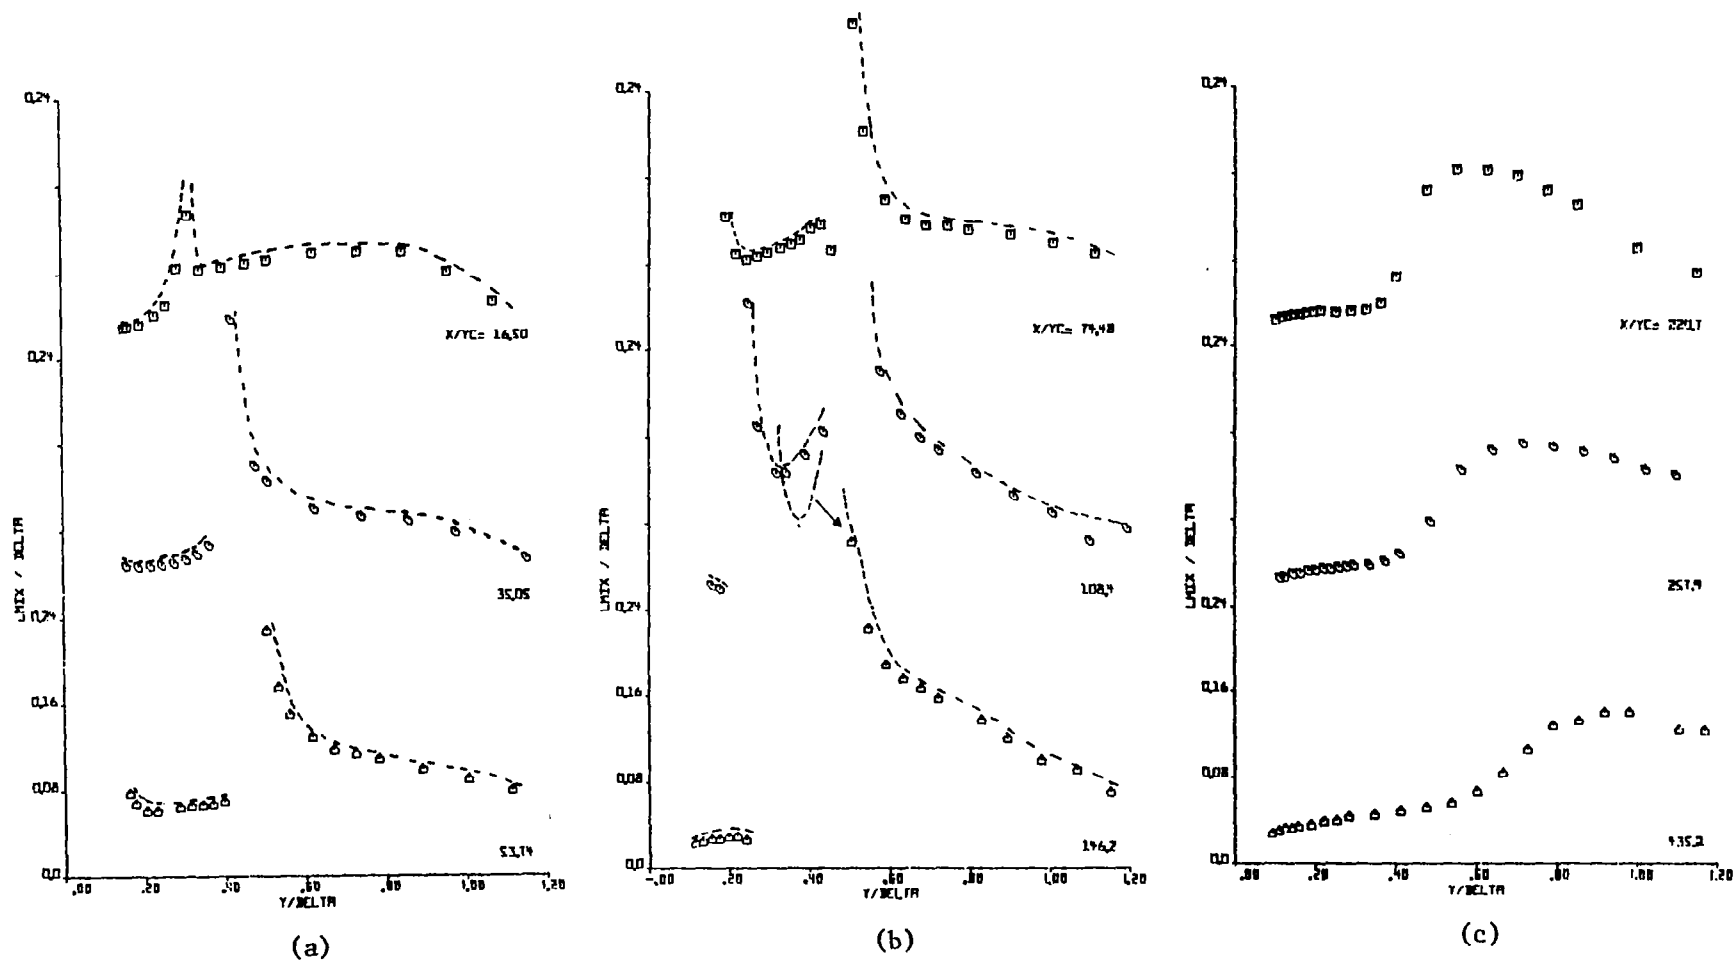 0.24
X/YC= 16.50
0.24
35.05
0.24
0.16
0.08
53.74
0.0
.00 .20 .40 .60 .80 1.00 1.20
LMIX / DELTA
Y/DELTA
(a)
0.24
X/YC= 74.48
0.24
108.4
0.24
0.16
0.08
146.2
0.0
-.00 .20 .40 .60 .80 1.00 1.20
LMIX / DELTA
Y/DELTA
(b)
0.24
X/YC= 221.7
0.24
257.9
0.24
0.16
0.08
435.2
0.0
.00 .20 .40 .60 .80 1.00 1.20
LMIX / DELTA
Y/DELTA
(c)